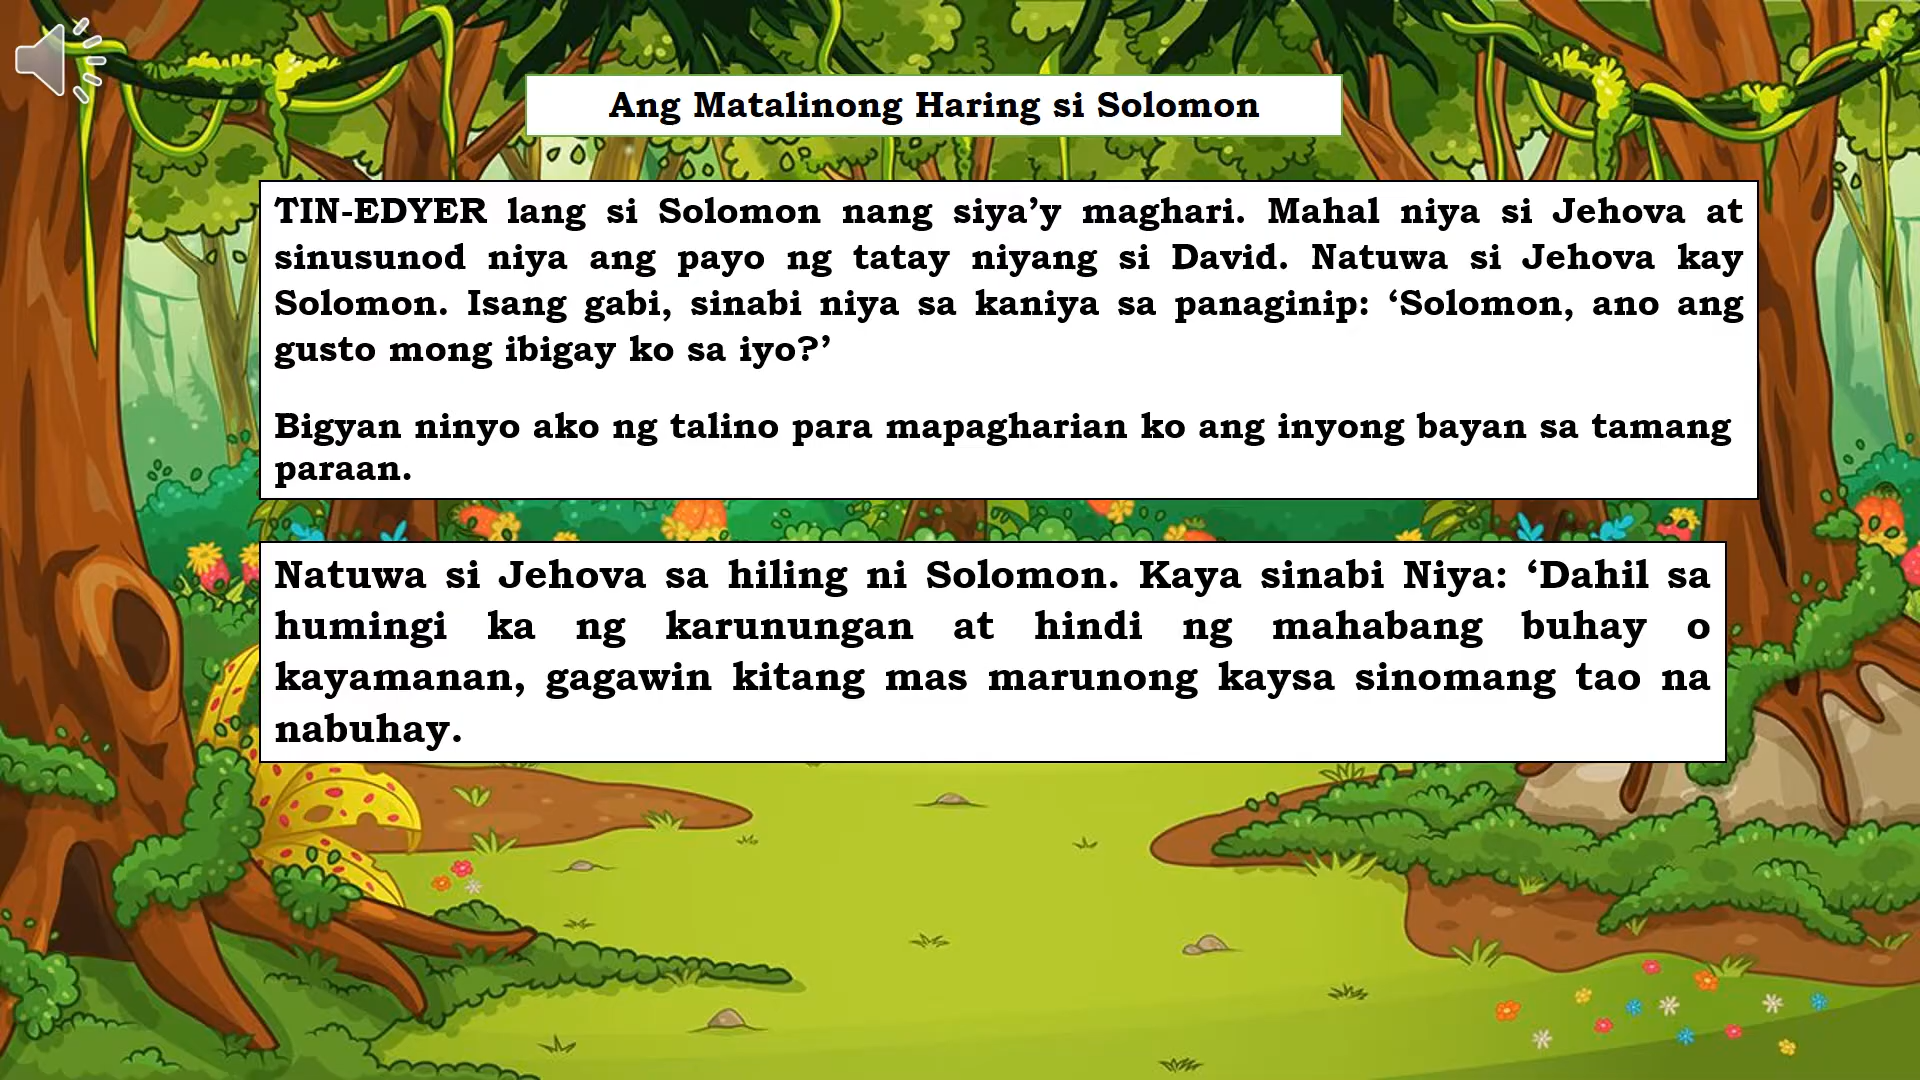 Ang Matalinong Haring si Solomon
TIN-EDYER lang si Solomon nang siya’y maghari. Mahal niya si Jehova at
sinusunod niya ang payo ng tatay niyang si David. Natuwa si Jehova kay
Solomon. Isang gabi, sinabi niya sa kaniya sa panaginip: ‘Solomon, ano ang
gusto mong ibigay ko sa iyo?’
Bigyan ninyo ako ng talino para mapagharian ko ang inyong bayan sa tamang
paraan.
Natuwa si Jehova sa hiling ni Solomon. Kaya sinabi Niya: ‘Dahil sa
humingi ka ng karunungan at hindi ng mahabang buhay o
kayamanan, gagawin kitang mas marunong kaysa sinomang tao na
nabuhay.